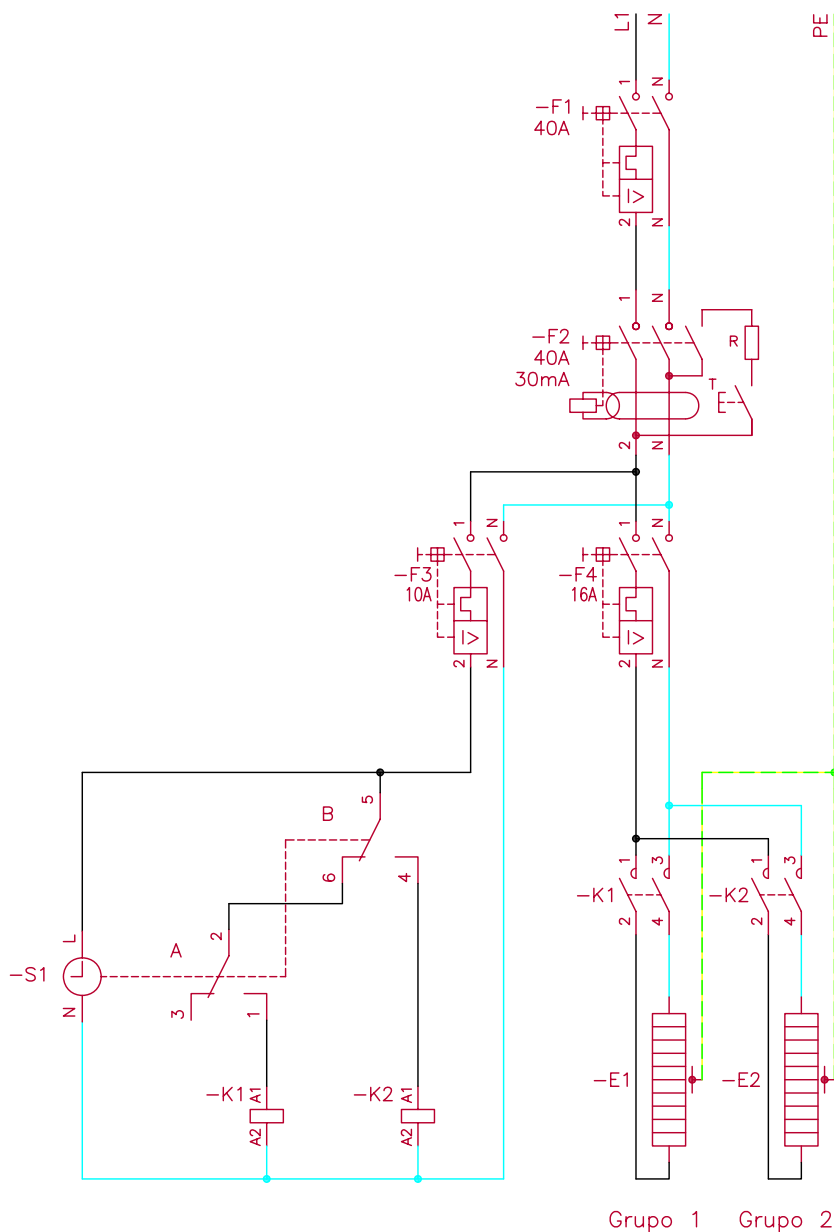 L1 N PE
1 N
-F1
40A
I>
2 N
1 N
-F2
40A
30mA
R
T
2 N
1 N
-F3
10A
I>
2 N
1 N
-F4
16A
I>
2 N
5
B
6 4
2
A
3 1
L
-S1
N
-K1 A1
A2
-K2 A1
A2
1 3
-K1
2 4
1 3
-K2
2 4
-E1
-E2
Grupo 1
Grupo 2